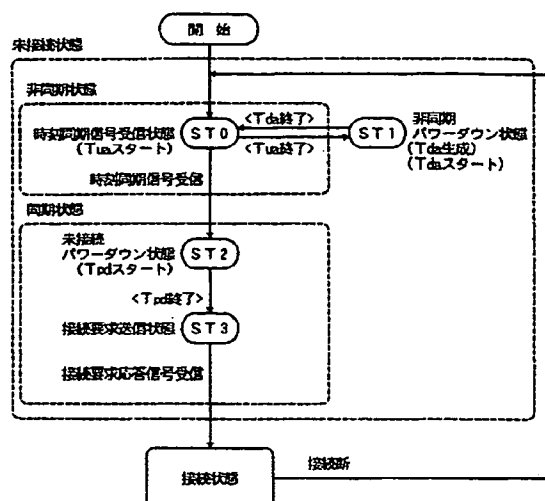 開始
未接続状態
非同期状態
時刻同期信号受信状態
(Tuaスタート)
ST0
<Tda終了>
<Tua終了>
ST1
非同期
パワーダウン状態
(Tda生成)
(Tdaスタート)
時刻同期信号受信
同期状態
未接続
パワーダウン状態
(Tpdスタート)
ST2
<Tpd終了>
接続要求送信状態
ST3
接続要求応答信号受信
接続状態
接続断